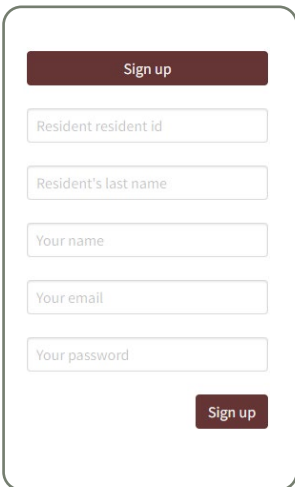 Sign up
Resident resident id
Resident's last name
Your name
Your email
Your password
Sign up